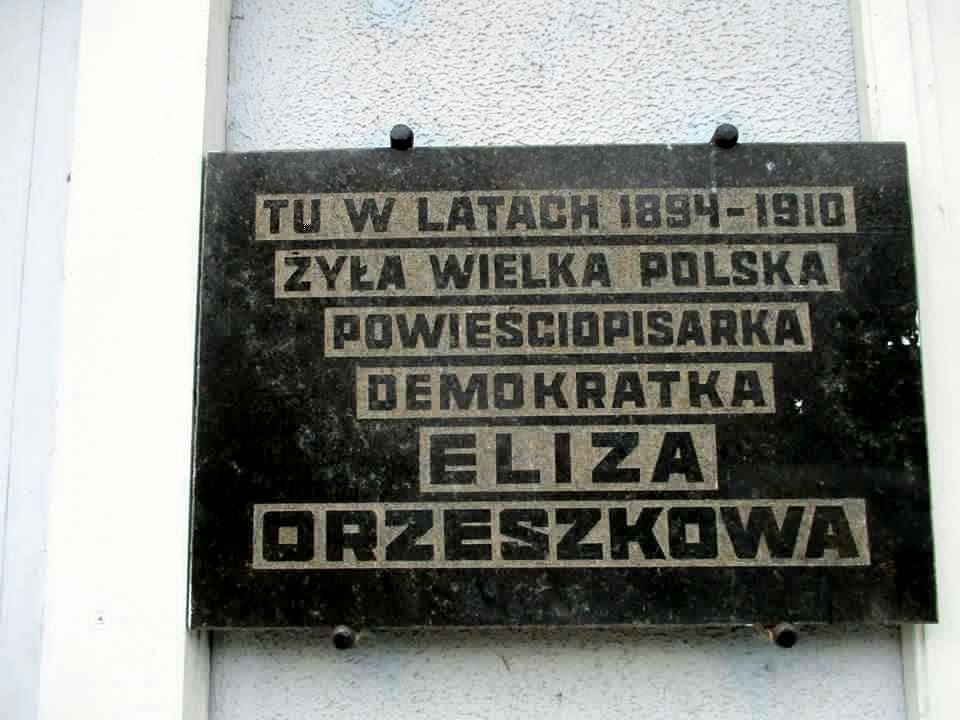 TU W LATACH 1894-1910
ŻYŁA WIELKA POLSKA
POWIEŚCIOPISARKA
DEMOKRATKA
ELIZA
ORZESZKOWA